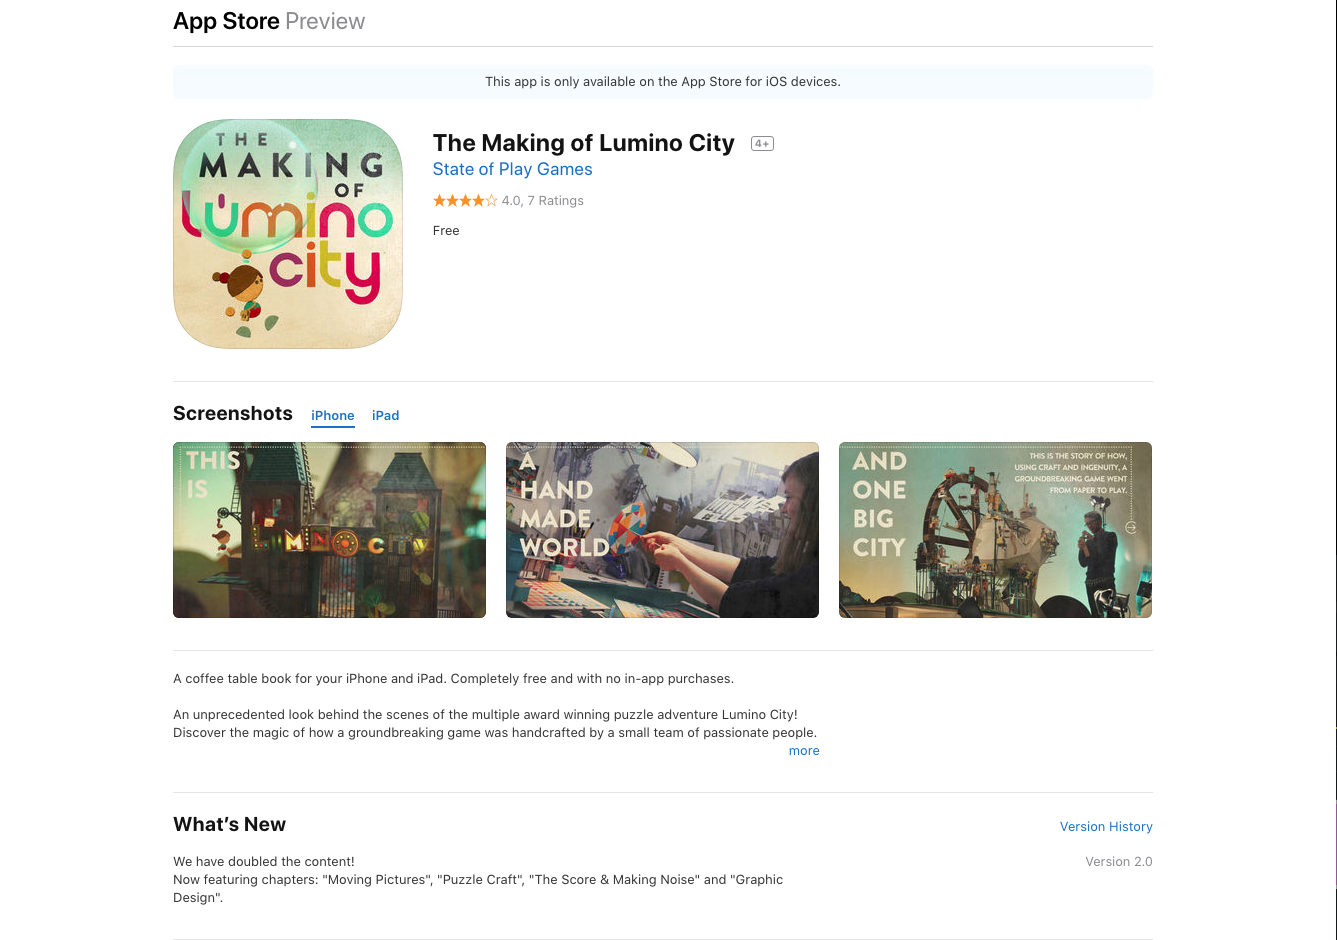 App Store Preview
This app is only available on the App Store for iOS devices.
THE
MAKING
OF
Lumino
city
The Making of Lumino City 4+
State of Play Games
4.0, 7 Ratings
Free
Screenshots iPhone iPad
THIS
IS
LUMINO CITY
A
HAND
MADE
WORLD
AND
ONE
BIG
CITY
THIS IS THE STORY OF HOW,
USING CRAFT AND INGENUITY, A
GROUNDBREAKING GAME WENT
FROM PAPER TO PLAY.
A coffee table book for your iPhone and iPad. Completely free and with no in-app purchases.
An unprecedented look behind the scenes of the multiple award winning puzzle adventure Lumino City!
Discover the magic of how a groundbreaking game was handcrafted by a small team of passionate people.
more
What's New
Version History
We have doubled the content!
Version 2.0
Now featuring chapters: "Moving Pictures", "Puzzle Craft", "The Score & Making Noise" and "Graphic
Design".